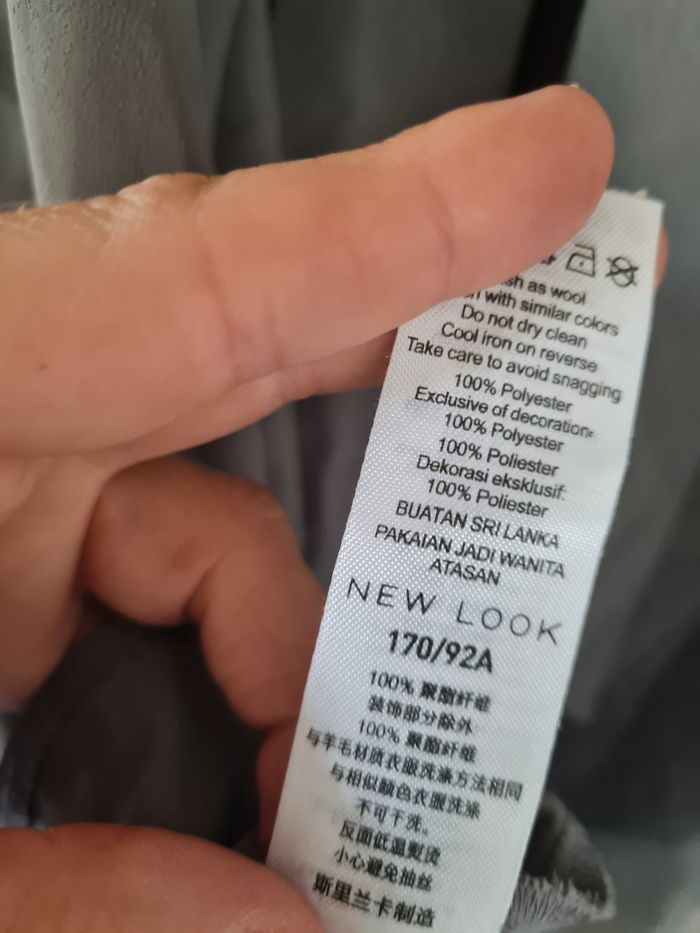 as wool
with similar colors
Do not dry clean
Cool iron on reverse
Take care to avoid snagging
100% Polyester
Exclusive of decoration:
100% Polyester
100% Poliester
Dekorasi eksklusif:
100% Poliester
BUATAN SRI LANKA
PAKAIAN JADI WANITA
ATASAN
NEW LOOK
170/92A
100% 聚酯纤维
装饰部分除外
100% 聚酯纤维
与羊毛材质衣服洗涤方法相同
与相似颜色衣服洗涤
不可干洗。
反面低温熨烫
小心避免抽丝
斯里兰卡制造